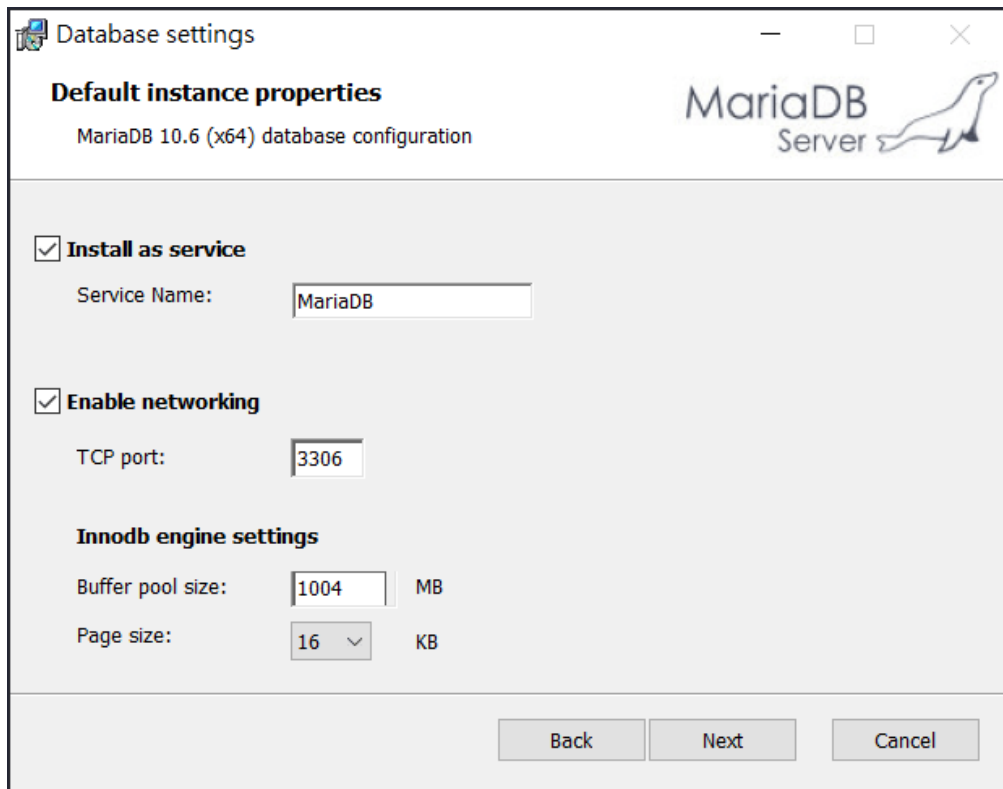 Database settings
Default instance properties
MariaDB 10.6 (x64) database configuration
MariaDB
Server
Install as service
Service Name:
MariaDB
Enable networking
TCP port:
3306
Innodb engine settings
Buffer pool size:
1004
MB
Page size:
16
KB
Back
Next
Cancel